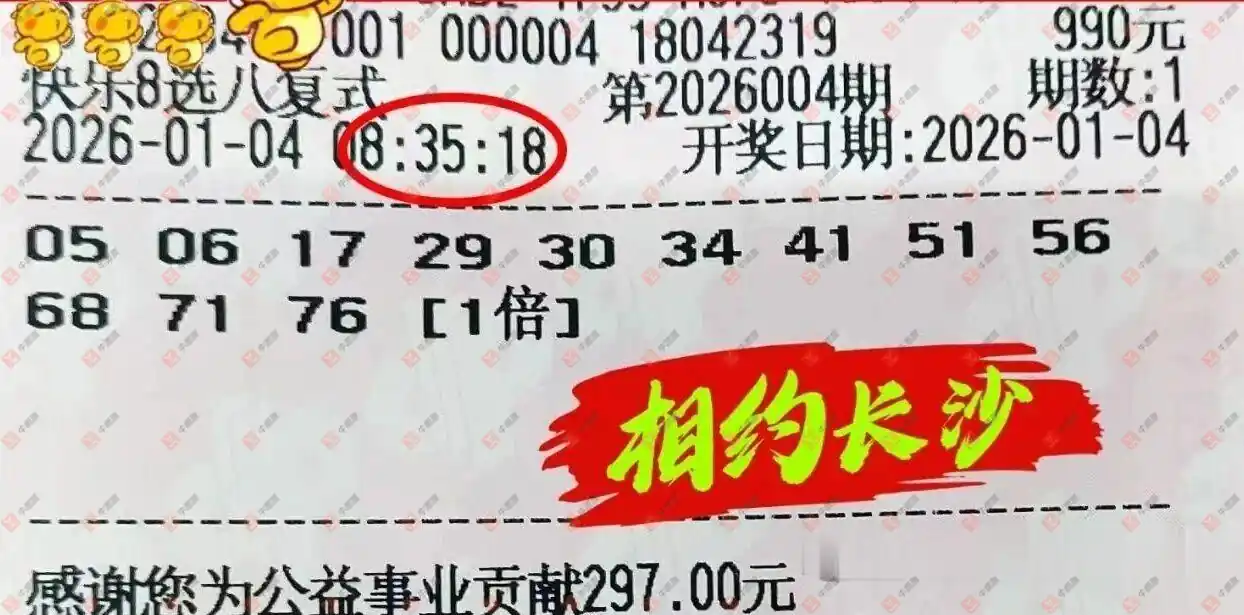 001 000004 18042319 990元
快乐8选八复式 第2026004期 期数:1
2026-01-04 08:35:18 开奖日期:2026-01-04
05 06 17 29 30 34 41 51 56
68 71 76 [1倍]
相约长沙
感谢您为公益事业贡献297.00元